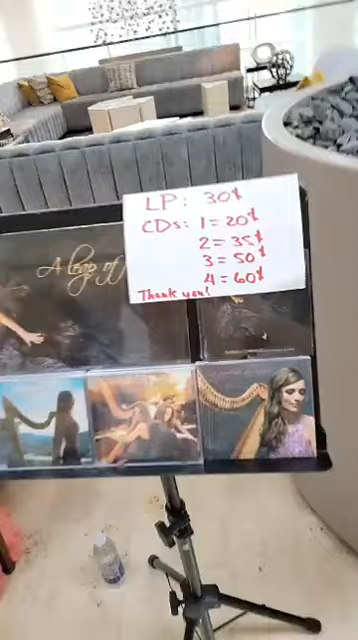 LP: 30$
CDs: 1 = 20$
2 = 35$
3 = 50$
4 = 60$
Thank you!
A leap of